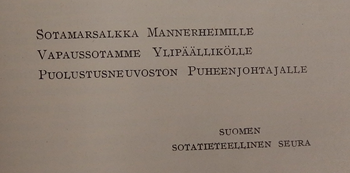 Sotamarsalkka Mannerheimille
Vapaussotamme Ylipäällikölle
Puolustusneuvoston Puheenjohtajalle
SUOMEN
SOTATIETEELLINEN SEURA